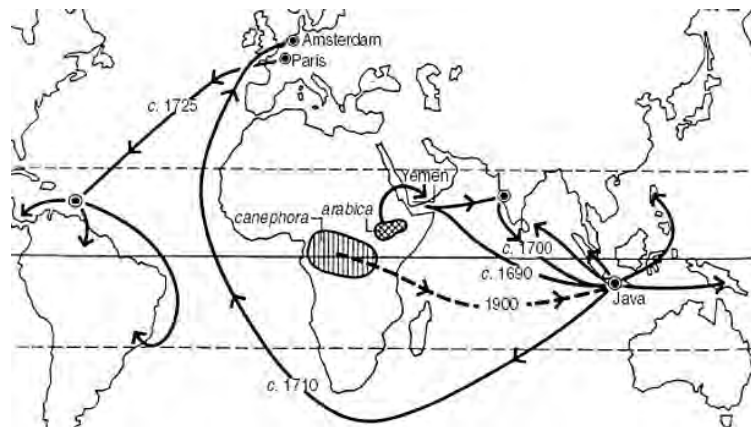 Amsterdam
Paris
c. 1725
Yemen
arabica
canephora
c. 1700
c. 1690
1900
Java
c. 1710